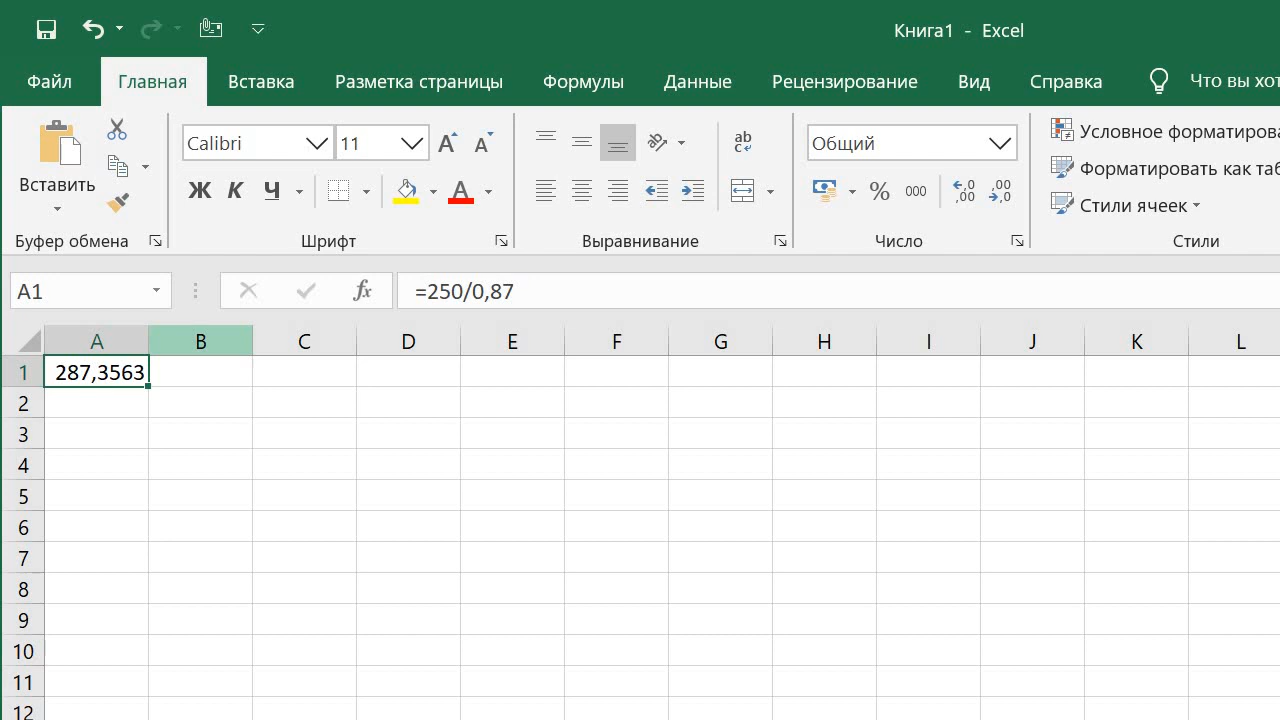 Книга1 - Excel
Файл Главная Вставка Разметка страницы Формулы Данные Рецензирование Вид Справка Что вы хот
Calibri 11 Общий Условное форматирова
Форматировать как таб
Вставить Ж К Ч А % 000 Стили ячеек
Буфер обмена Шрифт Выравнивание Число Стили
A1 fx =250/0,87
A B C D E F G H I J K L
1 287,3563
2
3
4
5
6
7
8
9
10
11
12